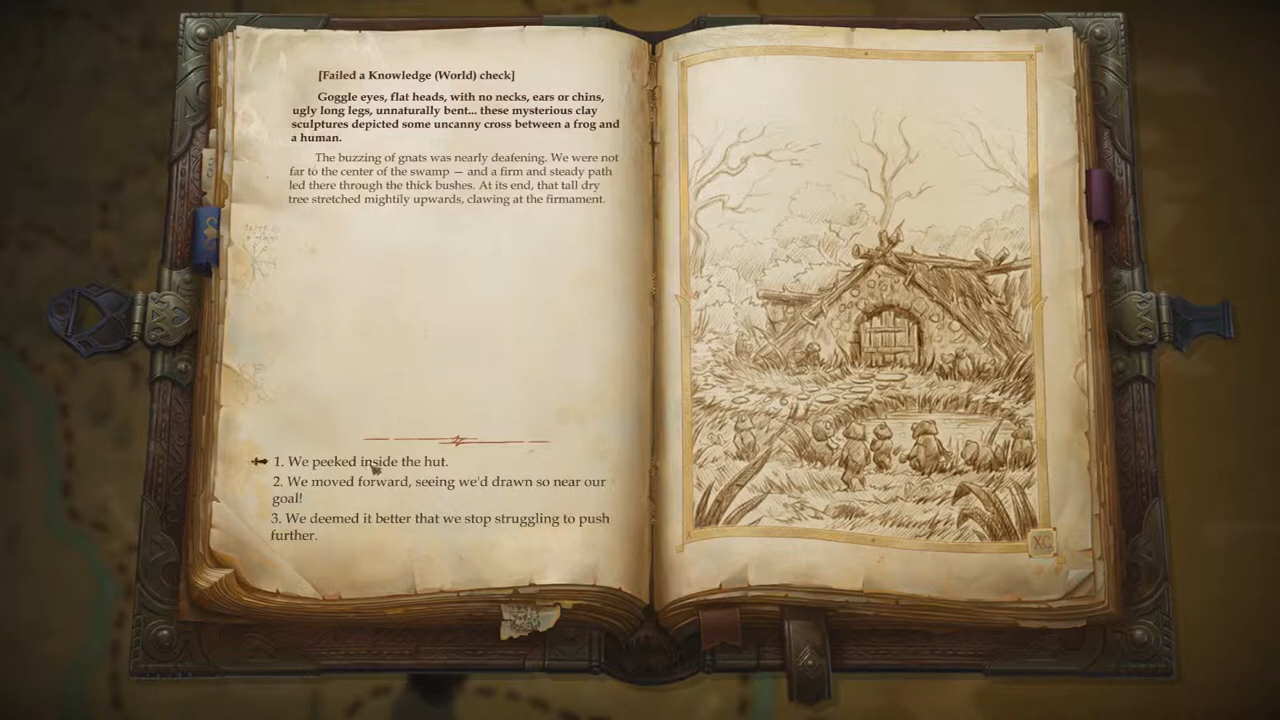 [Failed a Knowledge (World) check]
Goggle eyes, flat heads, with no necks, ears or chins,
ugly long legs, unnaturally bent... these mysterious clay
sculptures depicted some uncanny cross between a frog and
a human.
The buzzing of gnats was nearly deafening. We were not
far to the center of the swamp — and a firm and steady path
led there through the thick bushes. At its end, that tall dry
tree stretched mightily upwards, clawing at the firmament.
1. We peeked inside the hut.
2. We moved forward, seeing we'd drawn so near our
goal!
3. We deemed it better that we stop struggling to push
further.